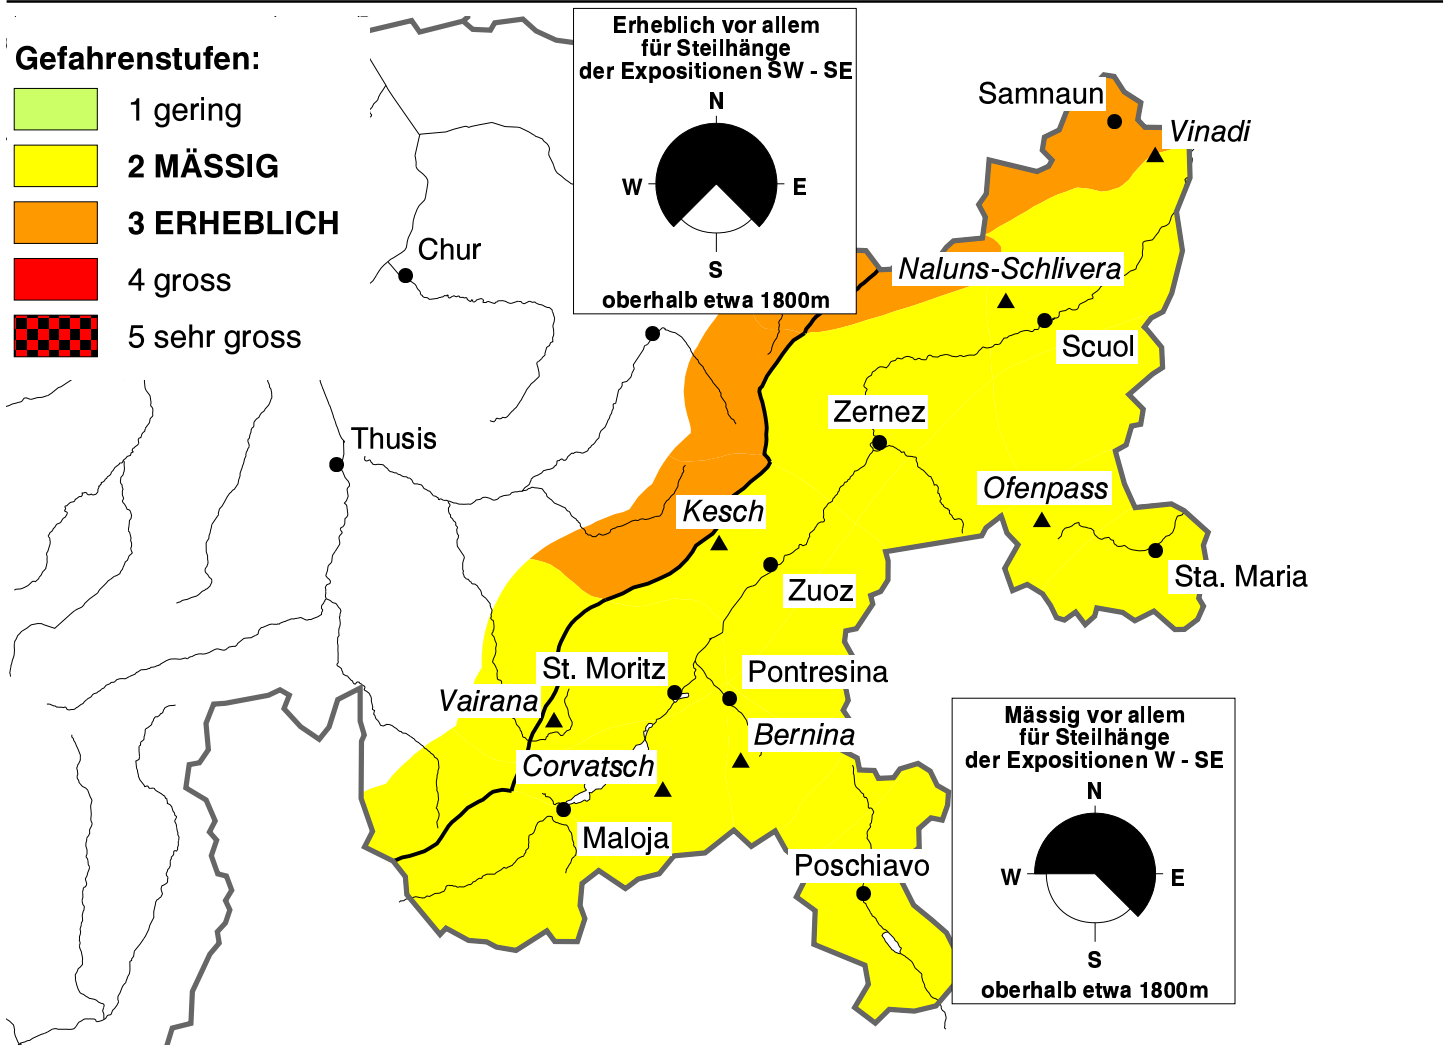 Gefahrenstufen:
1 gering
2 MÄSSIG
3 ERHEBLICH
4 gross
5 sehr gross
Erheblich vor allem
für Steilhänge
der Expositionen SW - SE
N
W
E
S
oberhalb etwa 1800m
Samnaun
Vinadi
Chur
Naluns-Schlivera
Scuol
Zernez
Thusis
Ofenpass
Kesch
Sta. Maria
Zuoz
St. Moritz
Pontresina
Vairana
Bernina
Corvatsch
Maloja
Poschiavo
Mässig vor allem
für Steilhänge
der Expositionen W - SE
N
W
E
S
oberhalb etwa 1800m